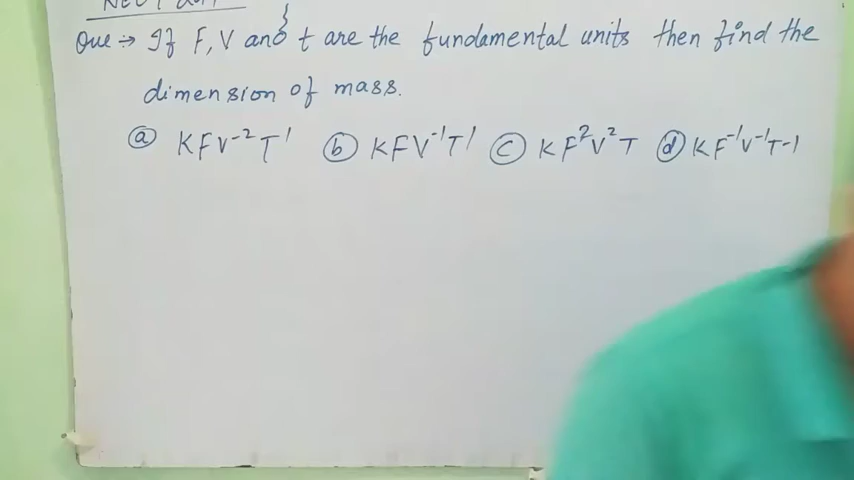 Que → If F, V and t are the fundamental units then find the
dimension of mass.
ⓐ KFV⁻²T¹ ⓑ KFV⁻¹T¹ ⓒ KF²V²T ⓓ KF⁻¹V⁻¹T-1